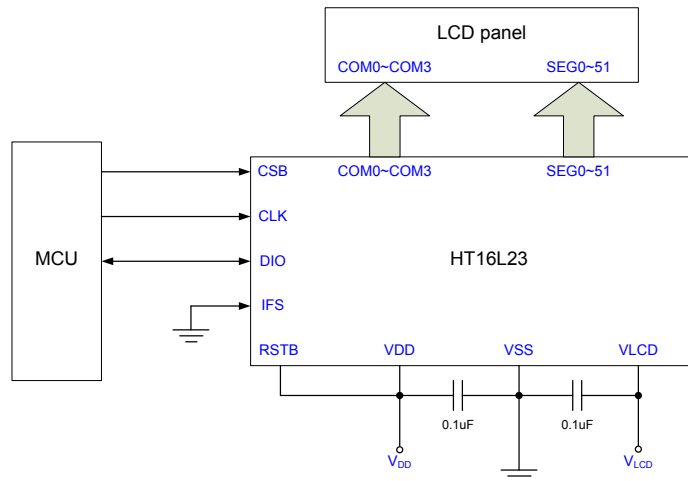 LCD panel
COM0~COM3 SEG0~51
CSB COM0~COM3 SEG0~51
CLK
MCU DIO HT16L23
IFS
RSTB VDD VSS VLCD
0.1uF 0.1uF
VDD VLCD